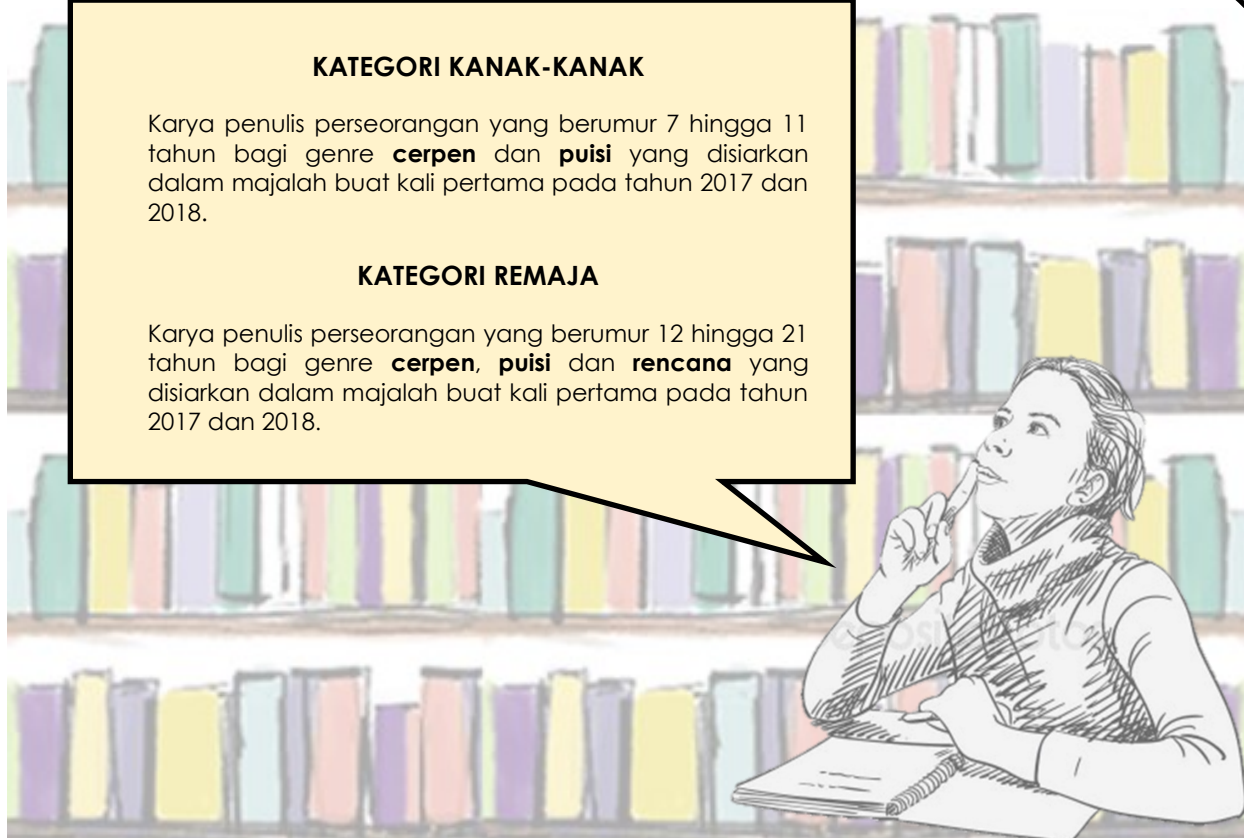 KATEGORI KANAK-KANAK
Karya penulis perseorangan yang berumur 7 hingga 11
tahun bagi genre cerpen dan puisi yang disiarkan
dalam majalah buat kali pertama pada tahun 2017 dan
2018.
KATEGORI REMAJA
Karya penulis perseorangan yang berumur 12 hingga 21
tahun bagi genre cerpen, puisi dan rencana yang
disiarkan dalam majalah buat kali pertama pada tahun
2017 dan 2018.